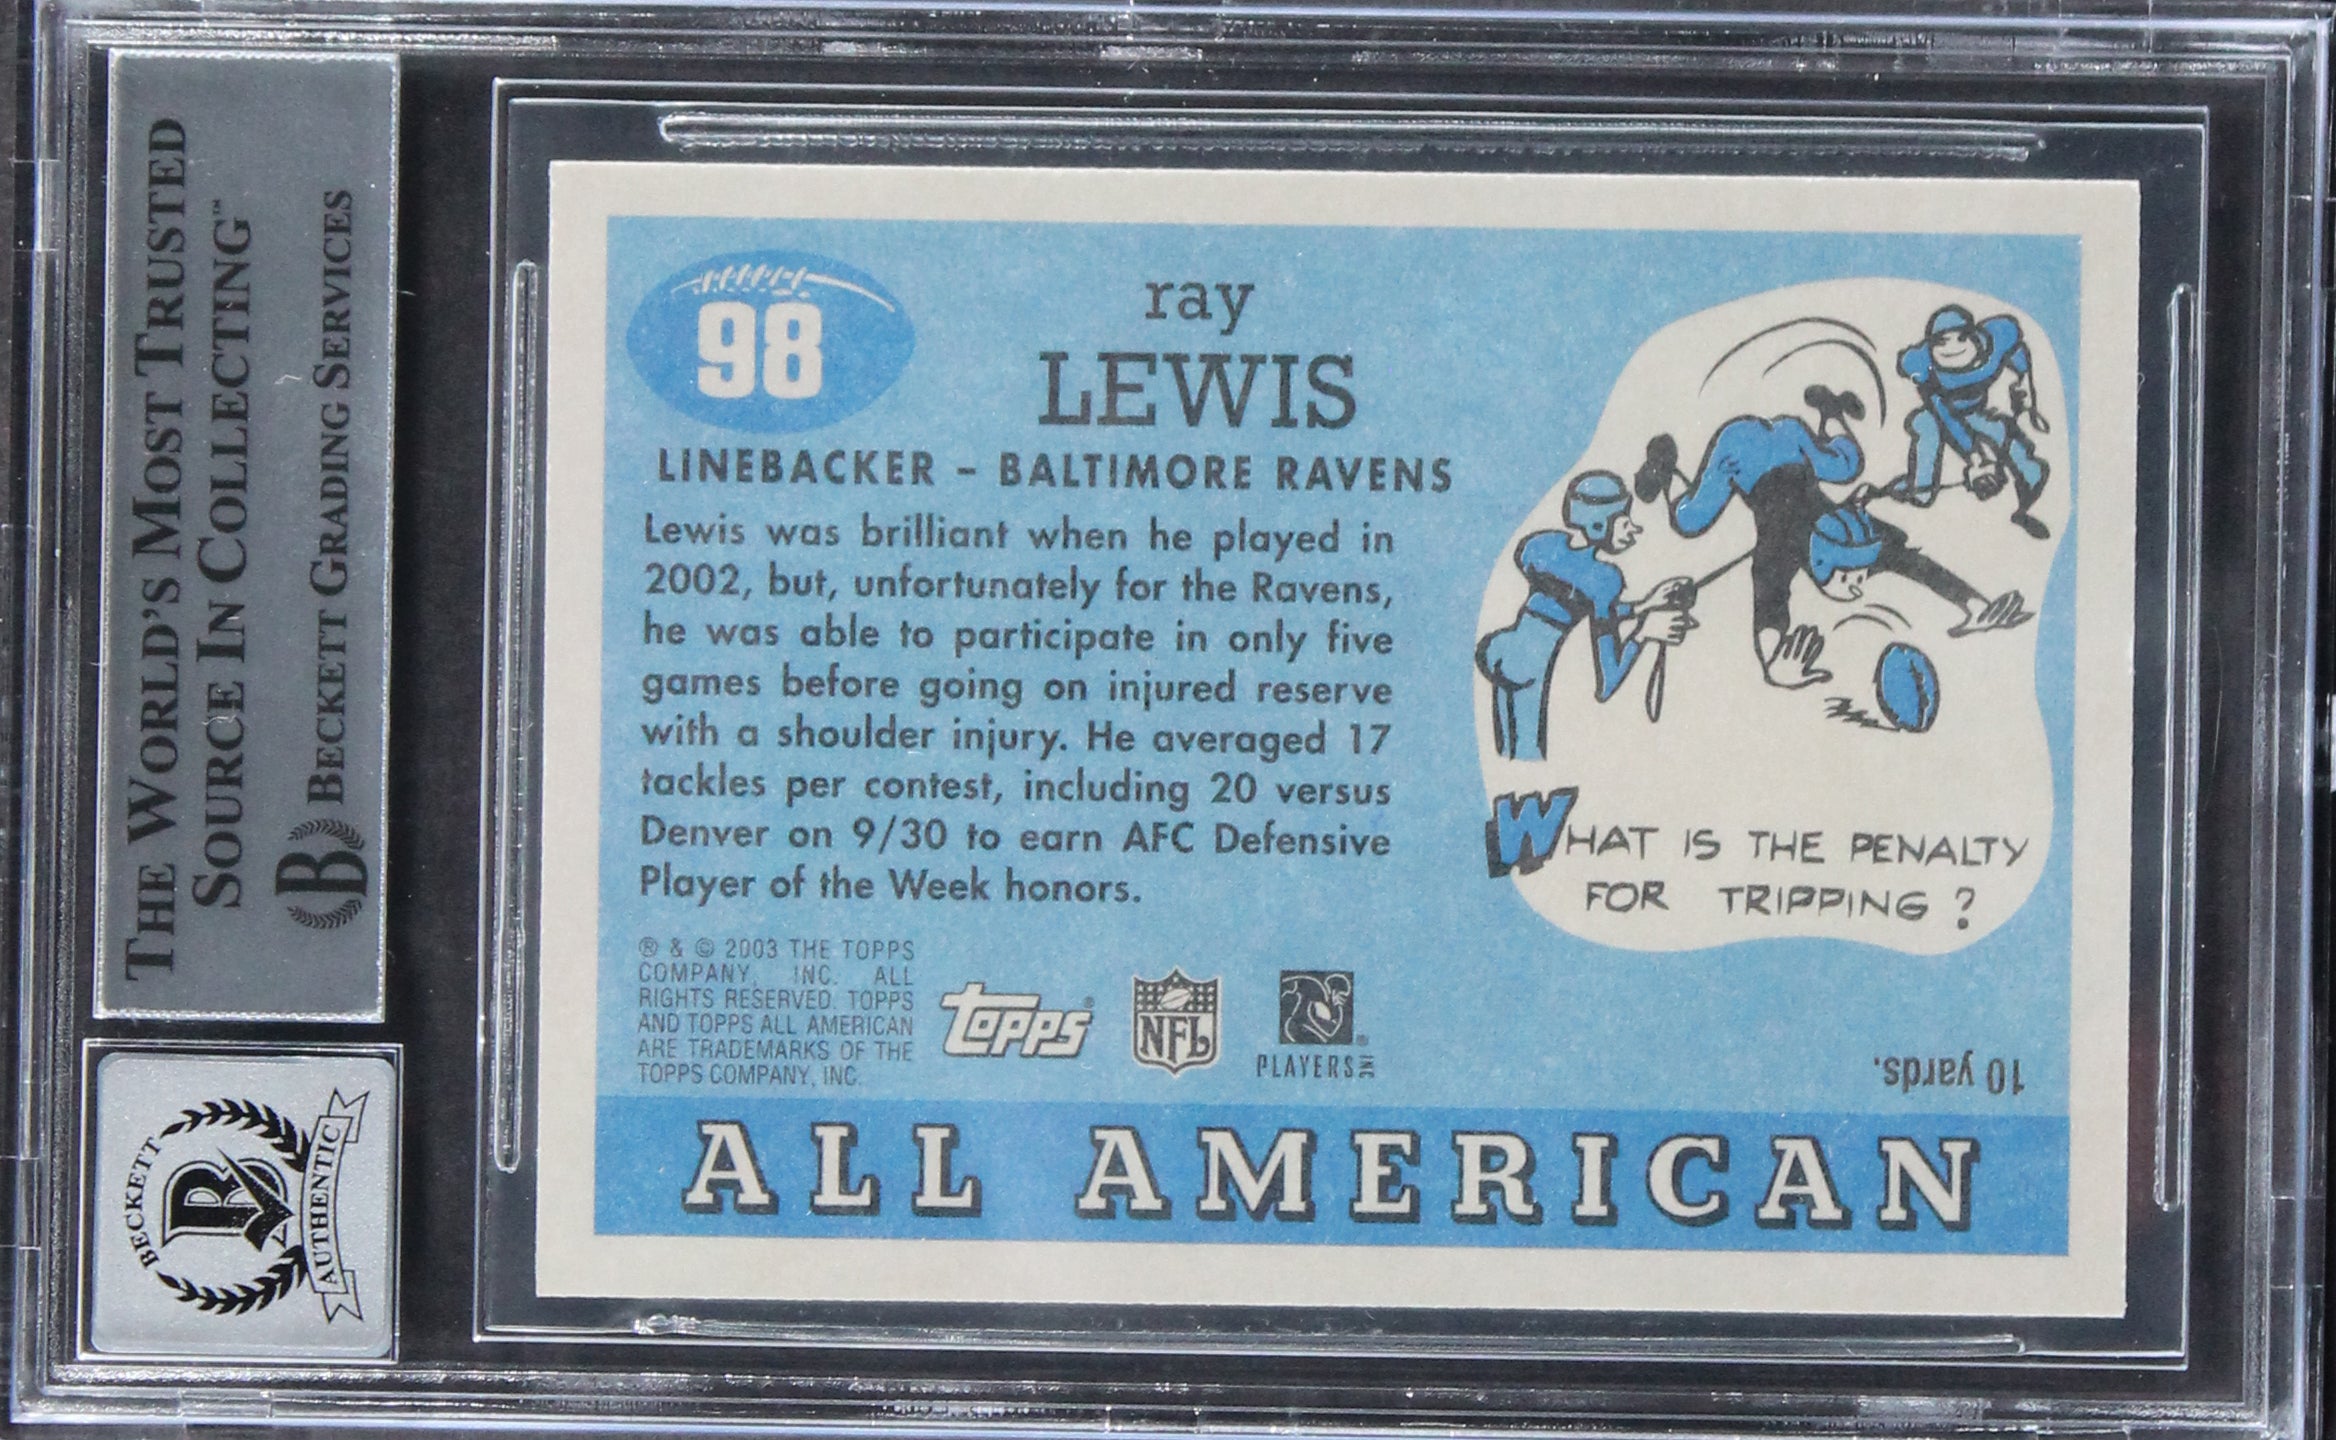 THE WORLD'S MOST TRUSTED
SOURCE IN COLLECTING™
B BECKETT GRADING SERVICES
BECKETT
B
AUTHENTIC
98
ray
LEWIS
LINEBACKER – BALTIMORE RAVENS
Lewis was brilliant when he played in
2002, but, unfortunately for the Ravens,
he was able to participate in only five
games before going on injured reserve
with a shoulder injury. He averaged 17
tackles per contest, including 20 versus
Denver on 9/30 to earn AFC Defensive
Player of the Week honors.
WHAT IS THE PENALTY
FOR TRIPPING?
10 yards.
® & © 2003 THE TOPPS
COMPANY, INC. ALL
RIGHTS RESERVED. TOPPS
AND TOPPS ALL AMERICAN
ARE TRADEMARKS OF THE
TOPPS COMPANY, INC.
topps®
NFL
PLAYERS INC
ALL AMERICAN